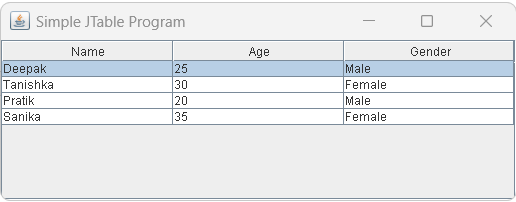 Simple JTable Program
Name Age Gender
Deepak 25 Male
Tanishka 30 Female
Pratik 20 Male
Sanika 35 Female